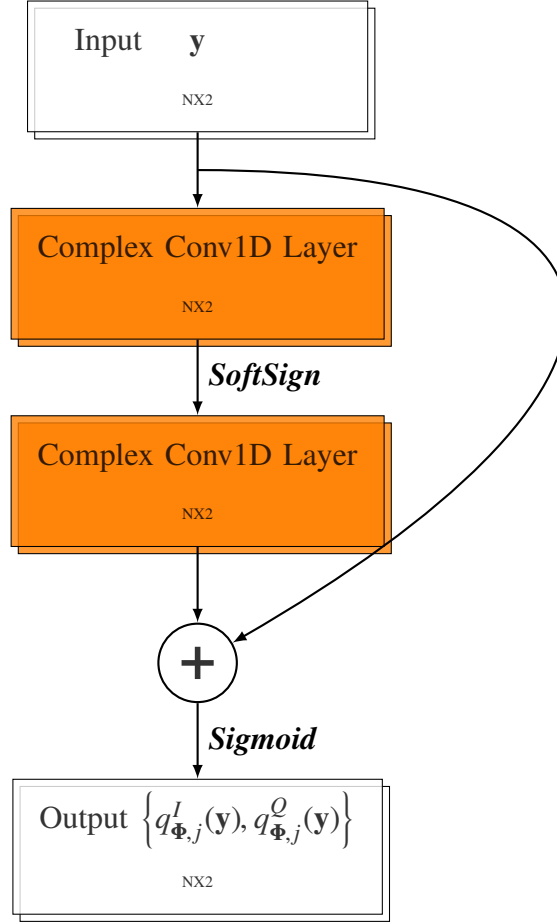 Input y
NX2
Complex Conv1D Layer
NX2
SoftSign
Complex Conv1D Layer
NX2
+
Sigmoid
Output {q^I_{Φ,j}(y), q^Q_{Φ,j}(y)}
NX2